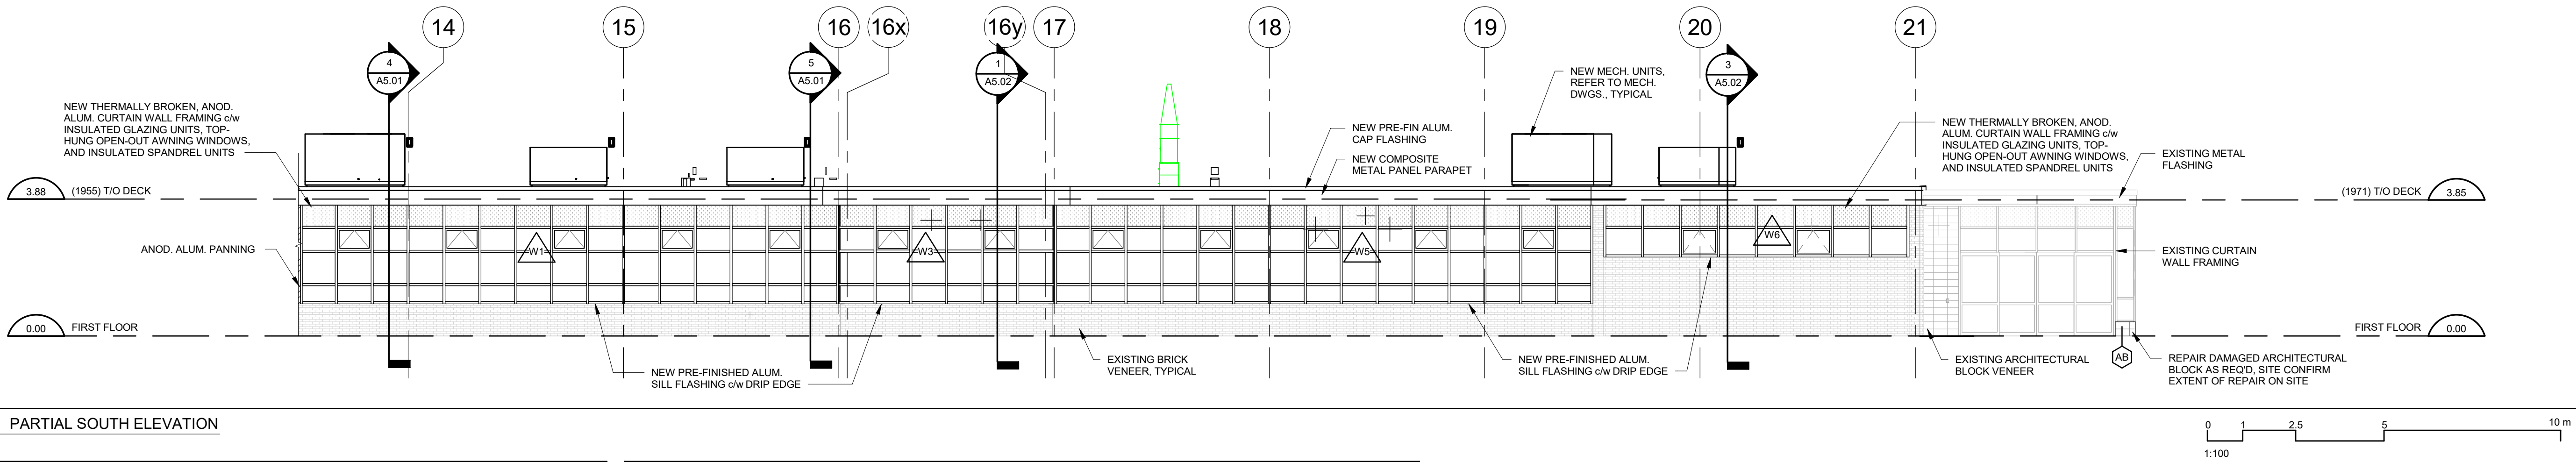 14
15
16
16x
16y
17
18
19
20
21
4
A5.01
5
A5.01
1
A5.02
3
A5.02
NEW THERMALLY BROKEN, ANOD.
ALUM. CURTAIN WALL FRAMING c/w
INSULATED GLAZING UNITS, TOP-
HUNG OPEN-OUT AWNING WINDOWS,
AND INSULATED SPANDREL UNITS
NEW MECH. UNITS,
REFER TO MECH.
DWGS., TYPICAL
NEW PRE-FIN ALUM.
CAP FLASHING
NEW COMPOSITE
METAL PANEL PARAPET
NEW THERMALLY BROKEN, ANOD.
ALUM. CURTAIN WALL FRAMING c/w
INSULATED GLAZING UNITS, TOP-
HUNG OPEN-OUT AWNING WINDOWS,
AND INSULATED SPANDREL UNITS
EXISTING METAL
FLASHING
3.88 (1955) T/O DECK
(1971) T/O DECK 3.85
ANOD. ALUM. PANNING
W1
W3
W5
W6
EXISTING CURTAIN
WALL FRAMING
0.00 FIRST FLOOR
FIRST FLOOR 0.00
NEW PRE-FINISHED ALUM.
SILL FLASHING c/w DRIP EDGE
EXISTING BRICK
VENEER, TYPICAL
NEW PRE-FINISHED ALUM.
SILL FLASHING c/w DRIP EDGE
EXISTING ARCHITECTURAL
BLOCK VENEER
AB
REPAIR DAMAGED ARCHITECTURAL
BLOCK AS REQ'D, SITE CONFIRM
EXTENT OF REPAIR ON SITE
PARTIAL SOUTH ELEVATION
0 1 2.5 5 10 m
1:100